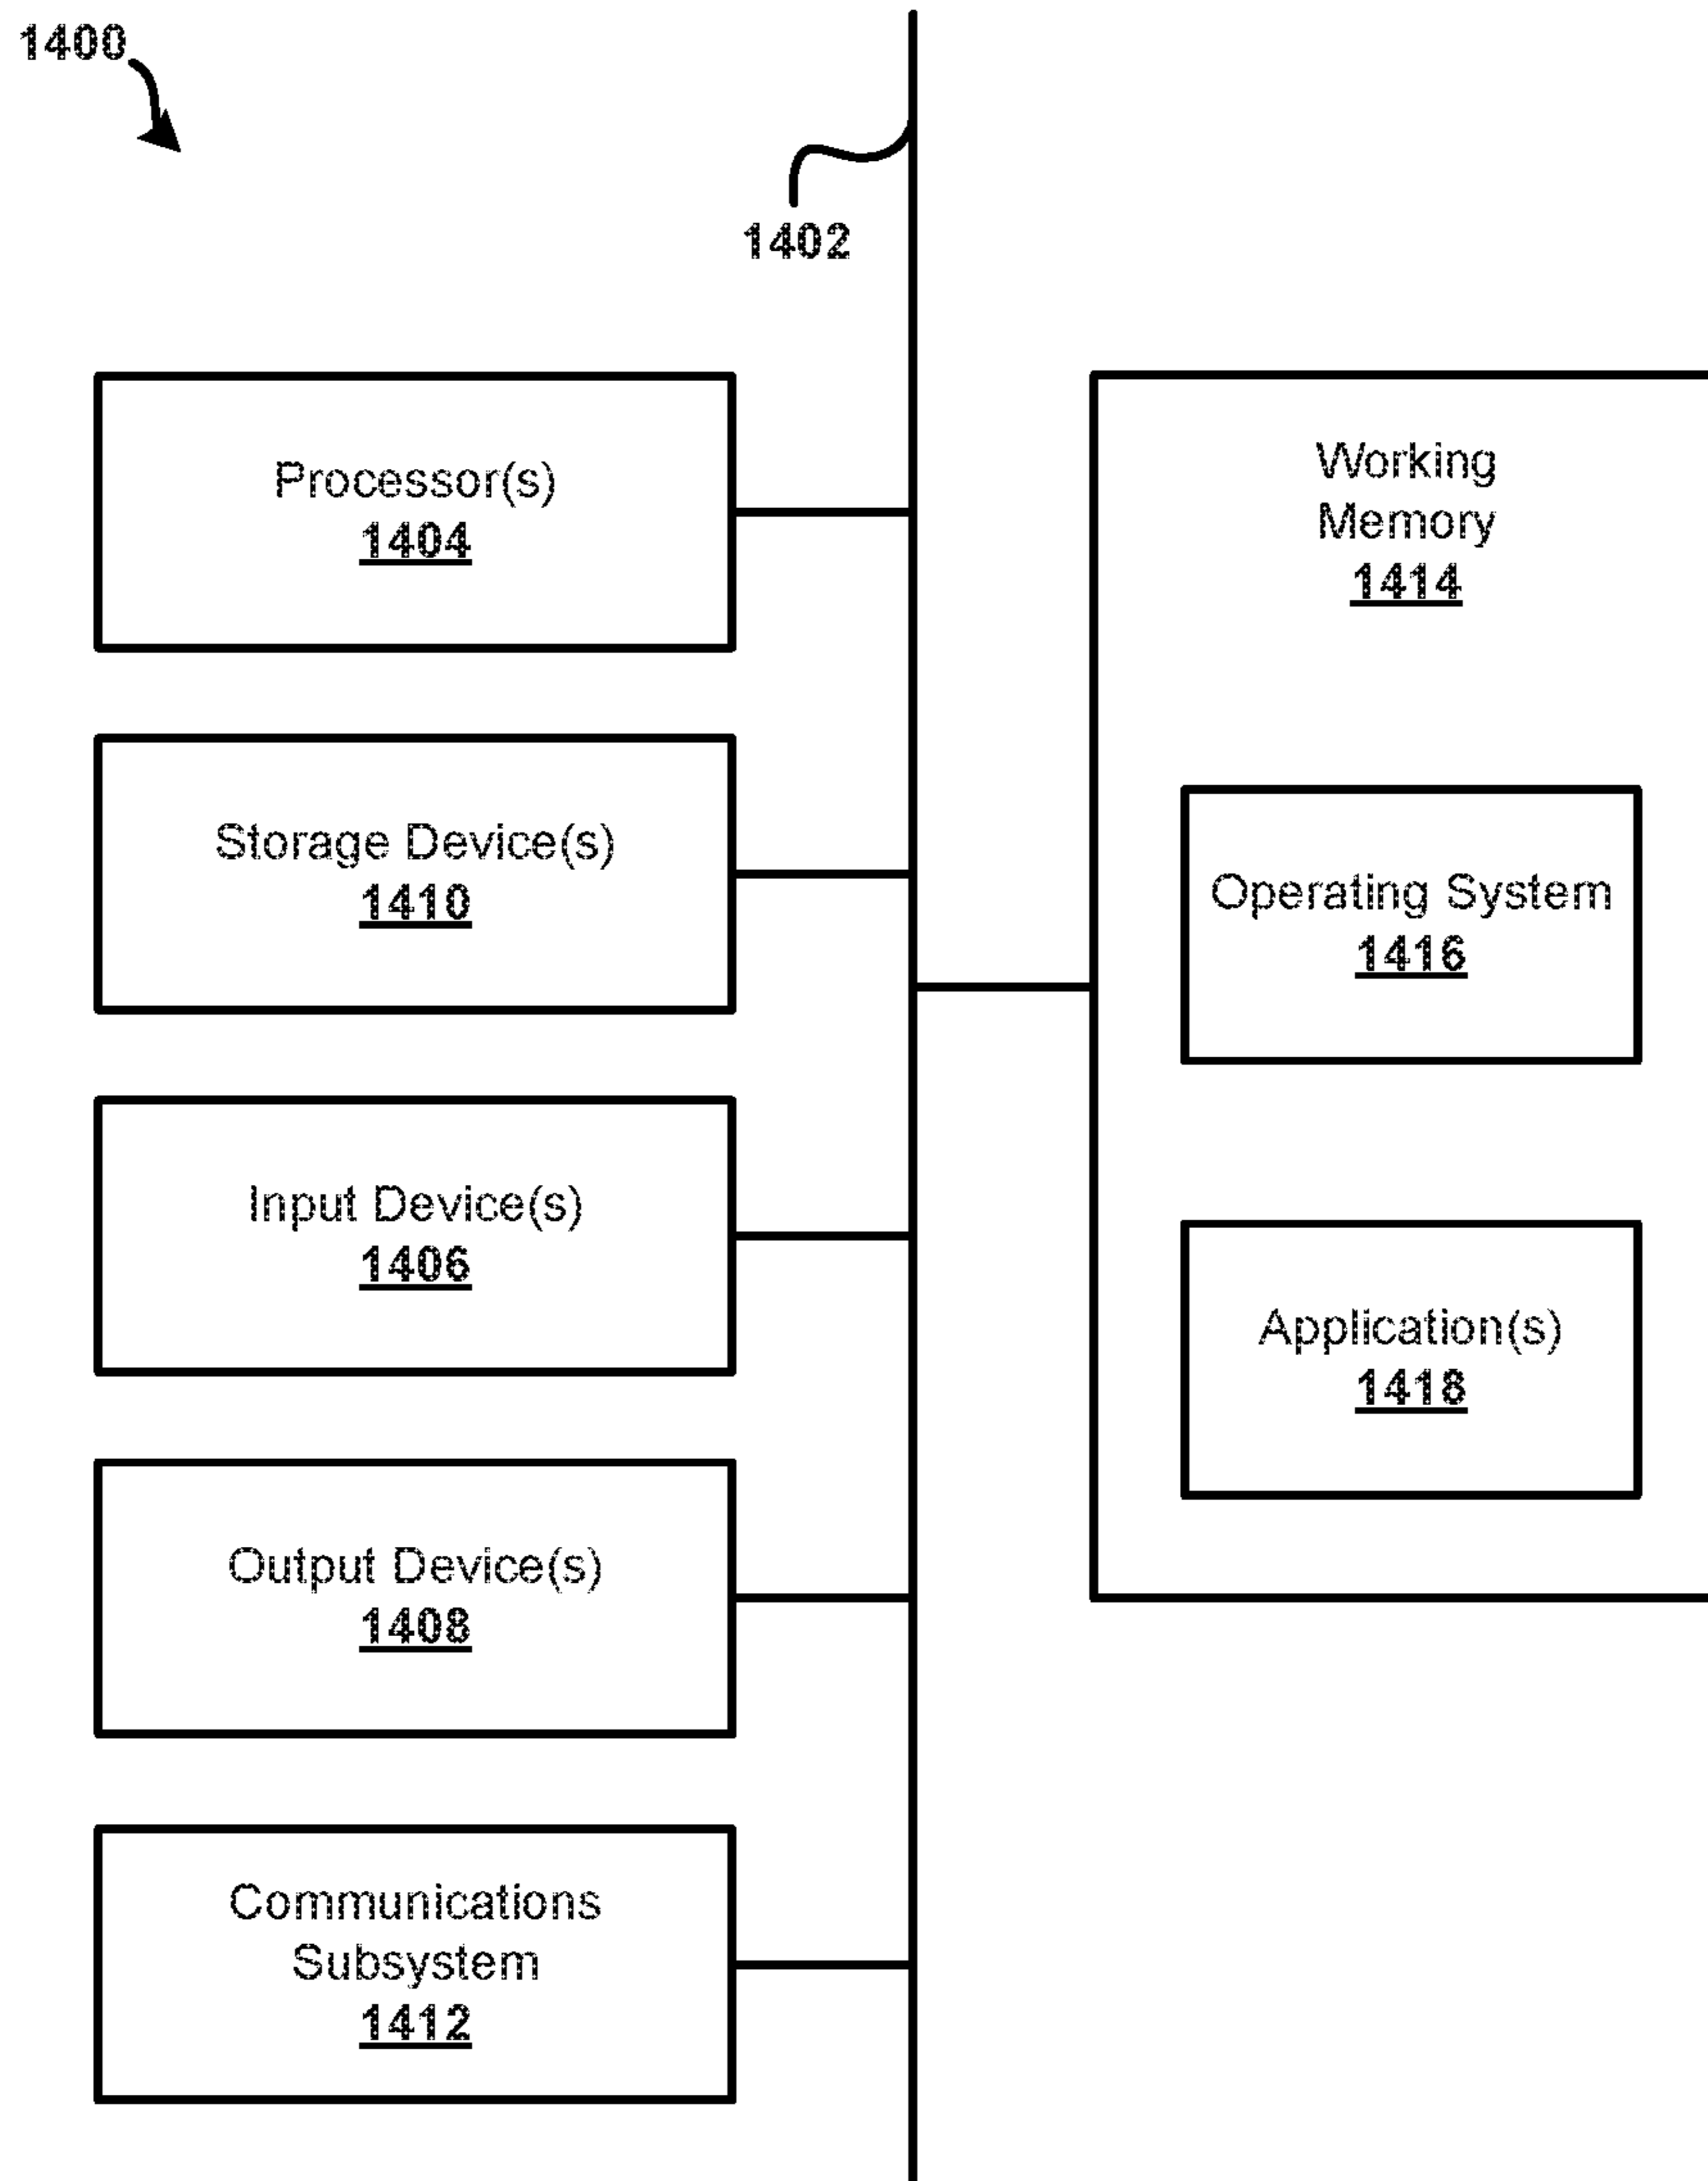 1400
1402
Processor(s)
1404
Storage Device(s)
1410
Input Device(s)
1406
Output Device(s)
1408
Communications
Subsystem
1412
Working
Memory
1414
Operating System
1416
Application(s)
1418